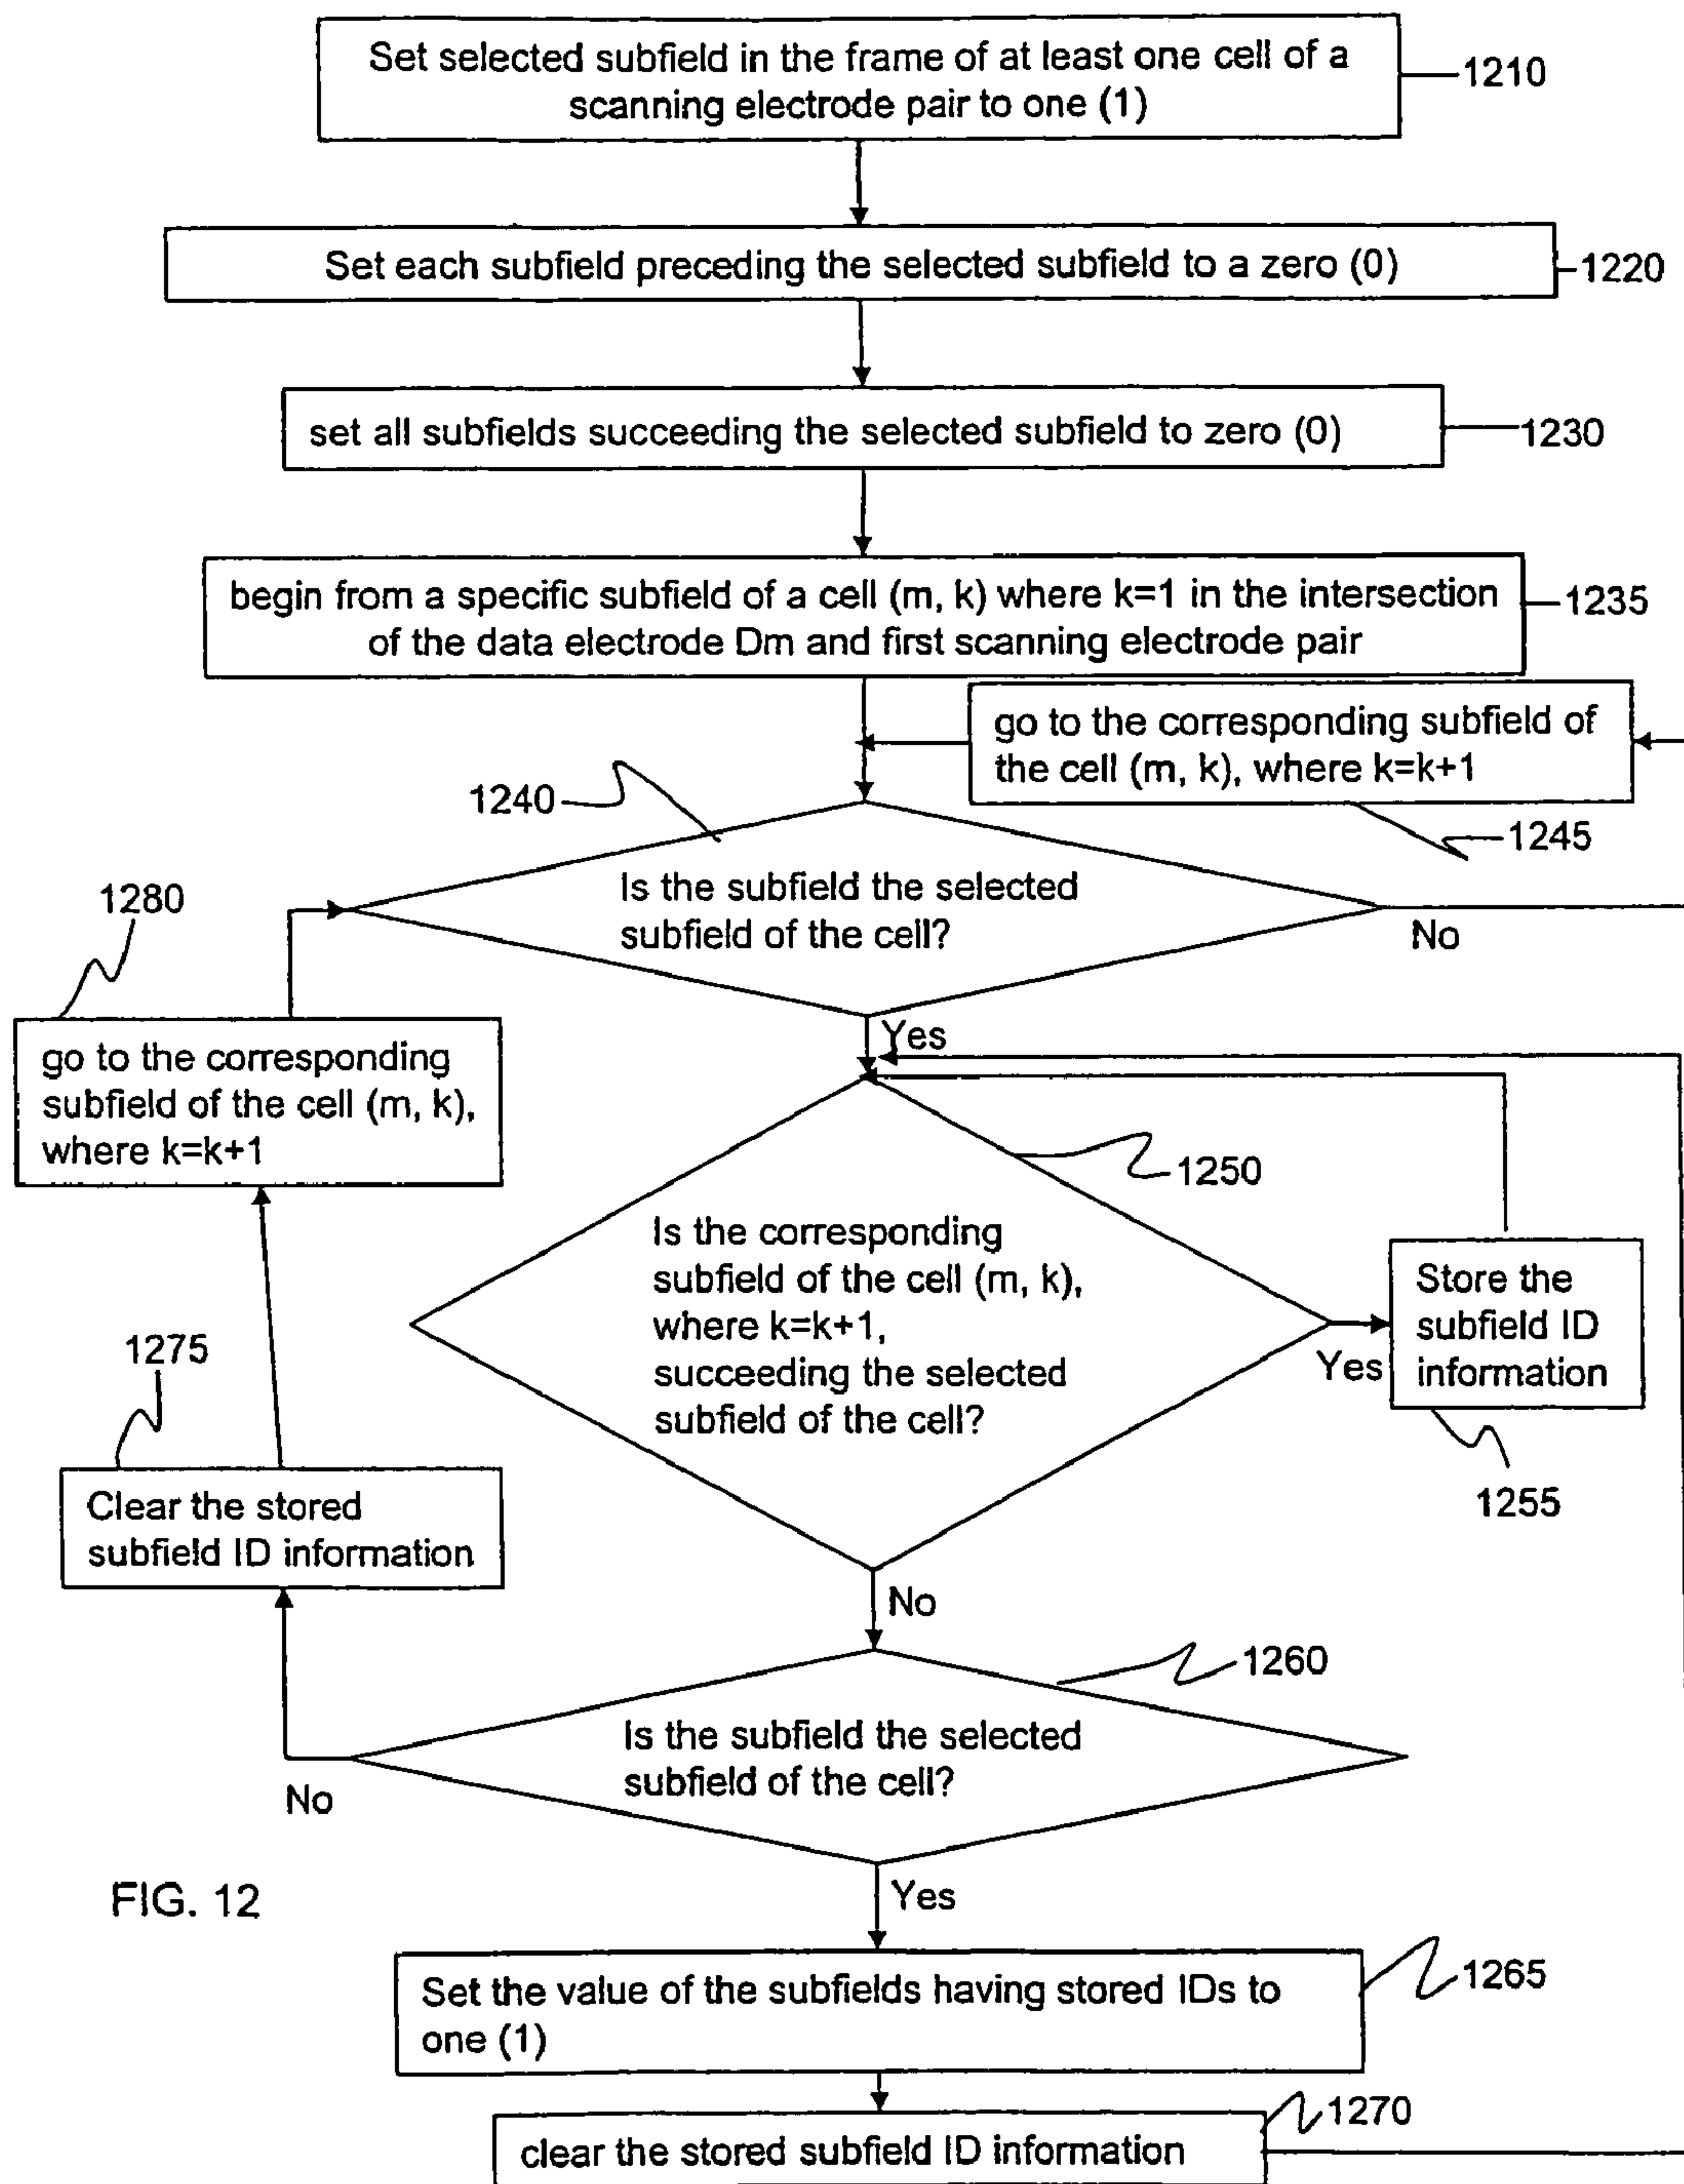 Set selected subfield in the frame of at least one cell of a
scanning electrode pair to one (1)
1210
Set each subfield preceding the selected subfield to a zero (0)
1220
set all subfields succeeding the selected subfield to zero (0)
1230
begin from a specific subfield of a cell (m, k) where k=1 in the intersection
of the data electrode Dm and first scanning electrode pair
1235
go to the corresponding subfield of
the cell (m, k), where k=k+1
1245
1240
Is the subfield the selected
subfield of the cell?
No
Yes
1280
go to the corresponding
subfield of the cell (m, k),
where k=k+1
1250
Is the corresponding
subfield of the cell (m, k),
where k=k+1,
succeeding the selected
subfield of the cell?
Yes
Store the
subfield ID
information
1255
1275
Clear the stored
subfield ID information
No
1260
Is the subfield the selected
subfield of the cell?
No
Yes
FIG. 12
Set the value of the subfields having stored IDs to
one (1)
1265
clear the stored subfield ID information
1270